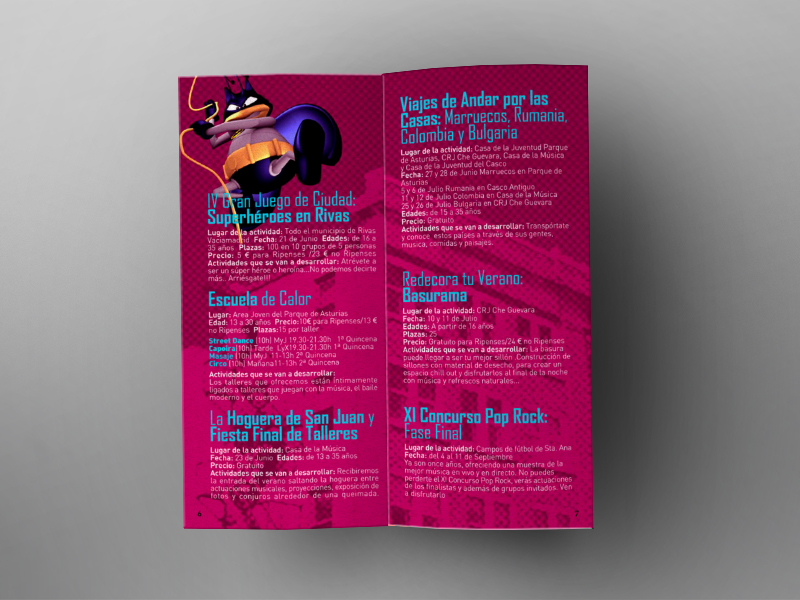 IV Gran Juego de Ciudad:
Superhéroes en Rivas
Lugar de la actividad: Todo el municipio de Rivas
Vaciamadrid Fecha: 21 de Junio Edades: de 16 a
35 años Plazas: 100 en 10 grupos de 5 personas
Precio: 5 € para Ripenses /23 € no Ripenses
Actividades que se van a desarrollar: Atrévete a
ser un súper héroe o heroína...No podemos decirte
más.. Arriésgate!!!
Escuela de Calor
Lugar: Area Joven del Parque de Asturias
Edad: 13 a 30 años Precio:10€ para Ripenses/13 €
no Ripenses Plazas:15 por taller
Street Dance (10h) MyJ 19.30-21.30h 1ª Quincena
Capoira(10h) Tarde LyX19.30-21.30h 1ª Quincena
Masaje (10h) MyJ. 11-13h 2ª Quincena
Circo (10h) Mañana11-13h 2ª Quincena
Actividades que se van a desarrollar:
Los talleres que ofrecemos están íntimamente
ligados a talleres que juegan con la música, el baile
moderno y el cuerpo.
La Hoguera de San Juan y
Fiesta Final de Talleres
Lugar de la actividad: Casa de la Música
Fecha: 23 de Junio Edades: de 13 a 35 años
Precio: Gratuito
Actividades que se van a desarrollar: Recibiremos
la entrada del verano saltando la hoguera entre
actuaciones musicales, proyecciones, exposición de
fotos y conjuros alrededor de una queimada.
6
Viajes de Andar por las
Casas: Marruecos, Rumania,
Colombia y Bulgaria
Lugar de la actividad: Casa de la Juventud Parque
de Asturias, CRJ Che Guevara, Casa de la Música
y Casa de la Juventud del Casco
Fecha: 27 y 28 de Junio Marruecos en Parque de
Asturias
5 y 6 de Julio Rumania en Casco Antiguo
11 y 12 de Julio Colombia en Casa de la Música
25 y 26 de Julio Bulgaria en CRJ Che Guevara
Edades: de 15 a 35 años
Precio: Gratuito
Actividades que se van a desarrollar: Transpórtate
y conoce, estos países a través de sus gentes,
música, comidas y paisajes.
Redecora tu Verano:
Basurama
Lugar de la actividad: CRJ Che Guevara
Fecha: 10 y 11 de Julio
Edades: A partir de 16 años
Plazas: 25
Precio: Gratuito para Ripenses/24 € no Ripenses
Actividades que se van a desarrollar: La basura
puede llegar a ser tu mejor sillón .Construcción de
sillones con material de desecho, para crear un
espacio chill out y disfrutarlos al final de la noche
con música y refrescos naturales...
XI Concurso Pop Rock:
Fase Final
Lugar de la actividad: Campos de fútbol de Sta. Ana
Fecha: del 4 al 11 de Septiembre
Ya son once años, ofreciendo una muestra de la
mejor música en vivo y en directo. No puedes
perderte el XI Concurso Pop Rock, verás actuaciones
de los finalistas y además de grupos invitados. Ven
a disfrutarlo
7